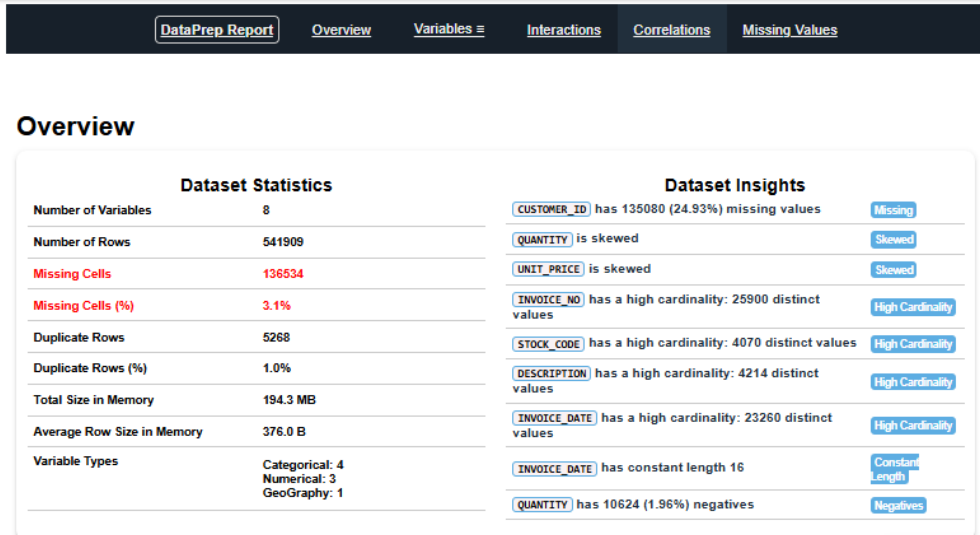 DataPrep Report Overview Variables ≡ Interactions Correlations Missing Values
Overview
Dataset Statistics
Number of Variables 8
Number of Rows 541909
Missing Cells 136534
Missing Cells (%) 3.1%
Duplicate Rows 5268
Duplicate Rows (%) 1.0%
Total Size in Memory 194.3 MB
Average Row Size in Memory 376.0 B
Variable Types Categorical: 4
Numerical: 3
GeoGraphy: 1
Dataset Insights
CUSTOMER_ID has 135080 (24.93%) missing values Missing
QUANTITY is skewed Skewed
UNIT_PRICE is skewed Skewed
INVOICE_NO has a high cardinality: 25900 distinct
values High Cardinality
STOCK_CODE has a high cardinality: 4070 distinct values High Cardinality
DESCRIPTION has a high cardinality: 4214 distinct
values High Cardinality
INVOICE_DATE has a high cardinality: 23260 distinct
values High Cardinality
INVOICE_DATE has constant length 16 Constant
Length
QUANTITY has 10624 (1.96%) negatives Negatives